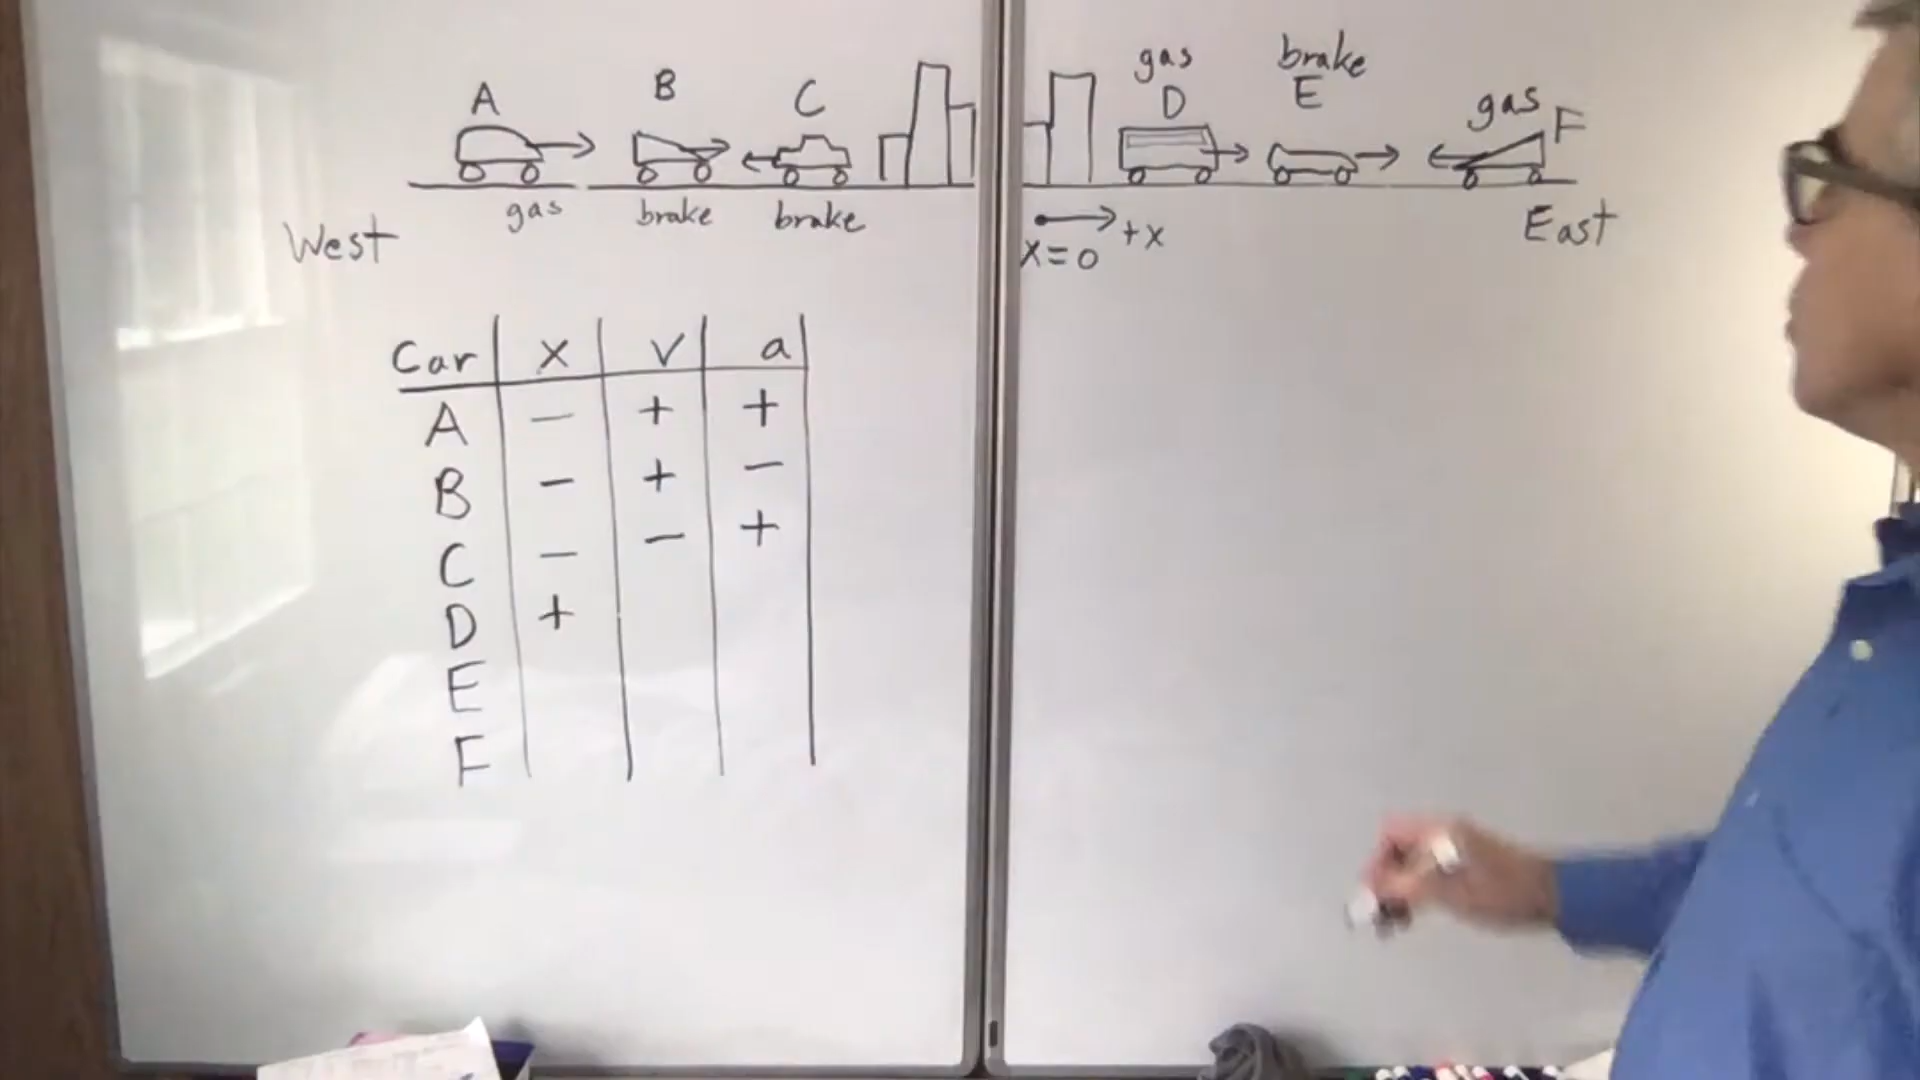 A B C gas D brake E gas F
gas brake brake
West x=0 +x East
Car x v a
A − + +
B − + −
C − − +
D +
E
F